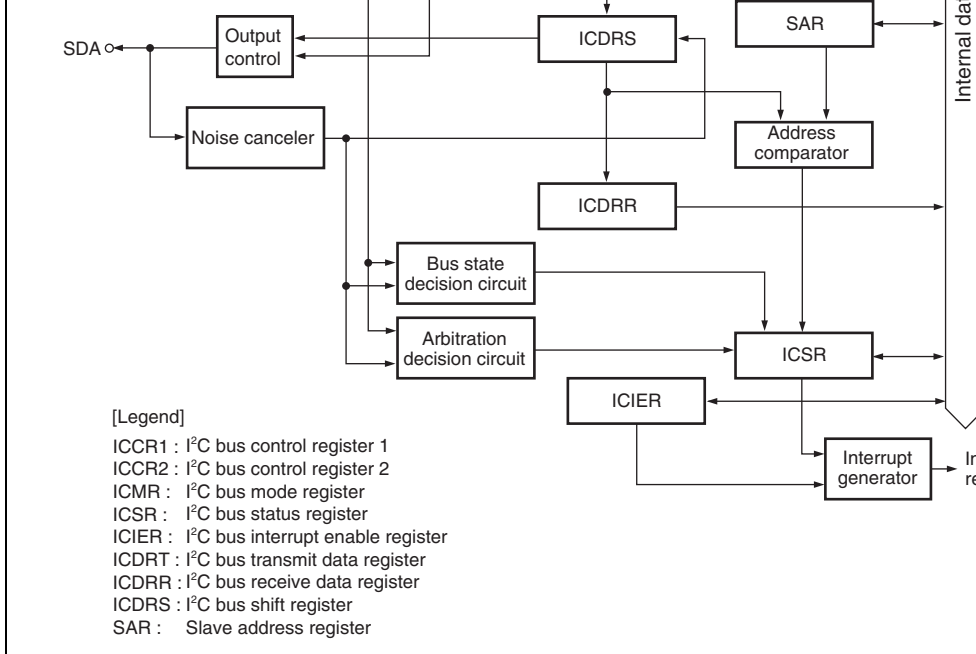 SDA
Output
control
ICDRS
SAR
Internal
Noise canceler
Address
comparator
ICDRR
Bus state
decision circuit
Arbitration
decision circuit
ICSR
ICIER
Interrupt
generator
[Legend]
ICCR1 : I²C bus control register 1
ICCR2 : I²C bus control register 2
ICMR : I²C bus mode register
ICSR : I²C bus status register
ICIER : I²C bus interrupt enable register
ICDRT : I²C bus transmit data register
ICDRR : I²C bus receive data register
ICDRS : I²C bus shift register
SAR : Slave address register